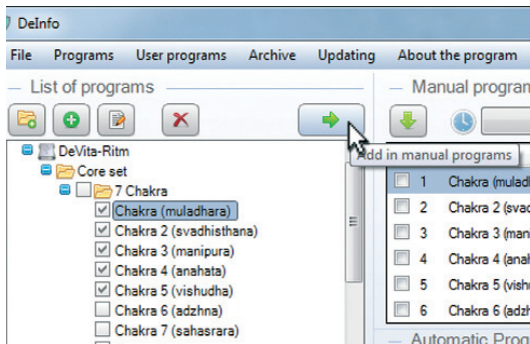 DeInfo
File Programs User programs Archive Updating About the program
List of programs
Manual program
Add in manual programs
DeVita-Ritm
Core set
7 Chakra
Chakra (muladhara)
Chakra 2 (svadhisthana)
Chakra 3 (manipura)
Chakra 4 (anahata)
Chakra 5 (vishudha)
Chakra 6 (adzhna)
Chakra 7 (sahasrara)
1 Chakra (mulad
2 Chakra 2 (svad
3 Chakra 3 (mani
4 Chakra 4 (anah
5 Chakra 5 (vish
6 Chakra 6 (adzh
Automatic Prog